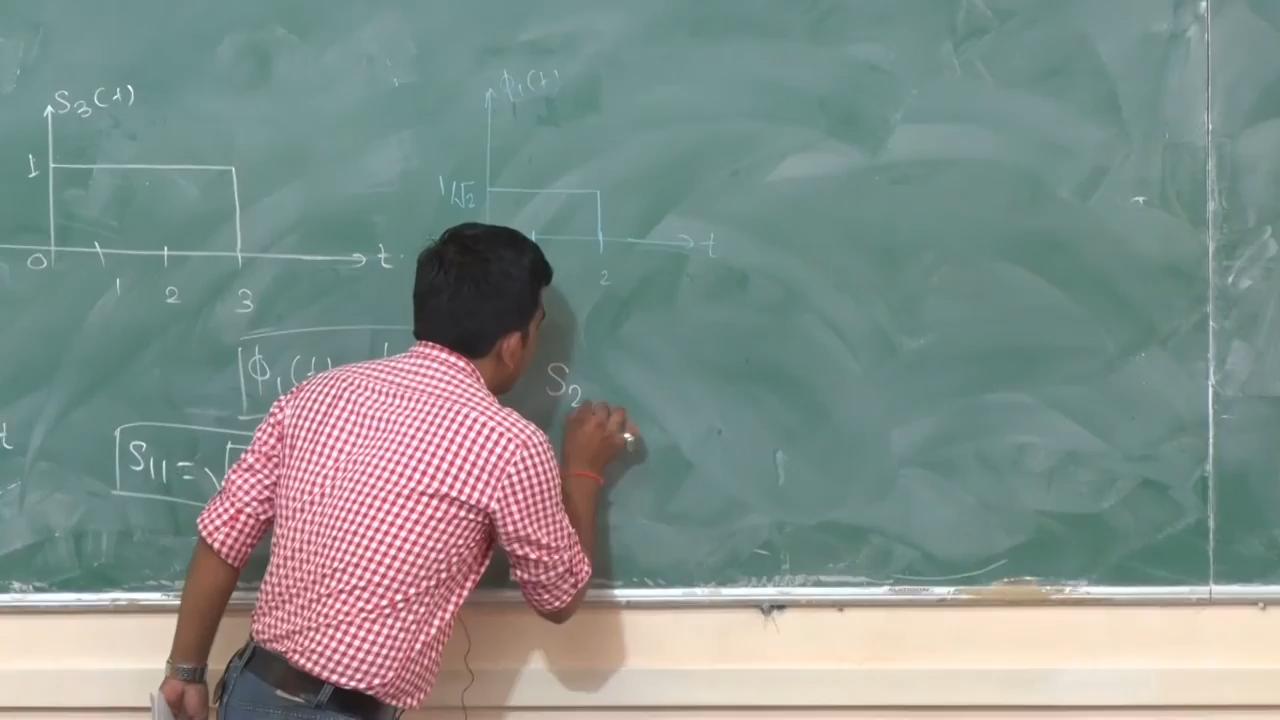 S₃(t)
1
0 1 2 3 t
ϕ₁(t)
1/√2
2 t
ϕ₁(t)
S₁₁ = √
S₂
t